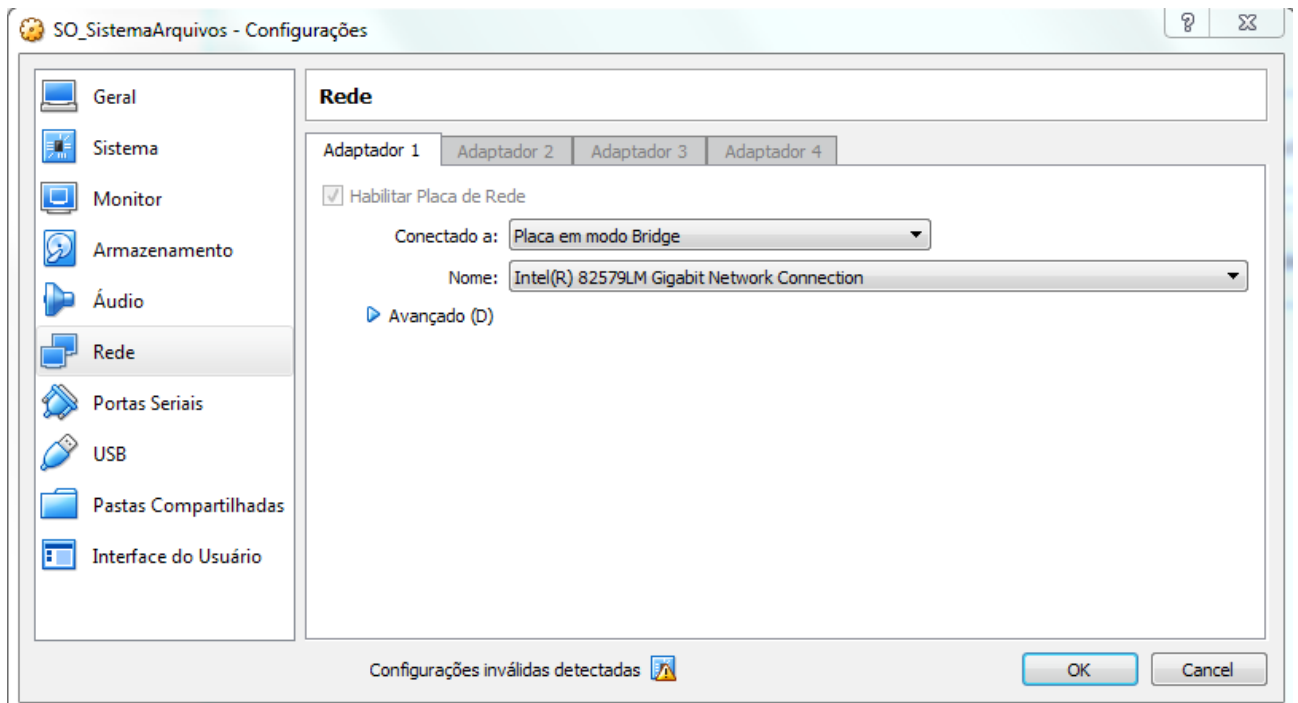 SO_SistemaArquivos - Configurações
Geral
Sistema
Monitor
Armazenamento
Áudio
Rede
Portas Seriais
USB
Pastas Compartilhadas
Interface do Usuário
Rede
Adaptador 1 Adaptador 2 Adaptador 3 Adaptador 4
Habilitar Placa de Rede
Conectado a: Placa em modo Bridge
Nome: Intel(R) 82579LM Gigabit Network Connection
Avançado (D)
Configurações inválidas detectadas
OK Cancel